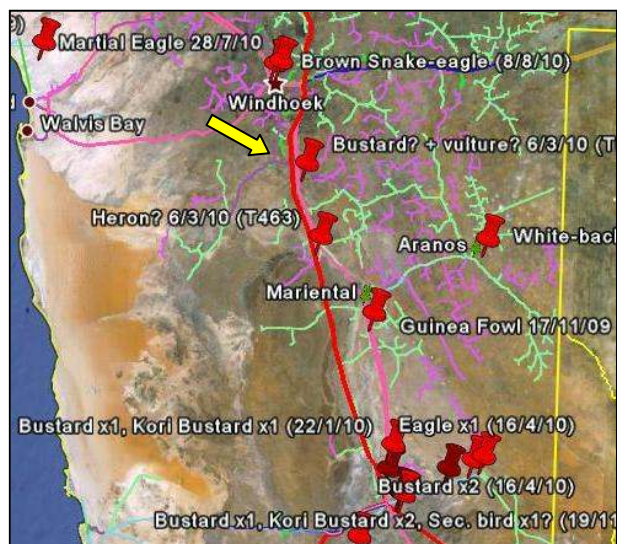 )
Martial Eagle 28/7/10
Brown Snake-eagle (8/8/10)
Windhoek
d
Walvis Bay
Bustard? + vulture? 6/3/10 (T
Heron? 6/3/10 (T463)
Aranos
White-back
Mariental
Guinea Fowl 17/11/09
Bustard x1, Kori Bustard x1 (22/1/10)
Eagle x1 (16/4/10)
Bustard x2 (16/4/10)
Bustard x1, Kori Bustard x2, Sec. bird x1? (19/11